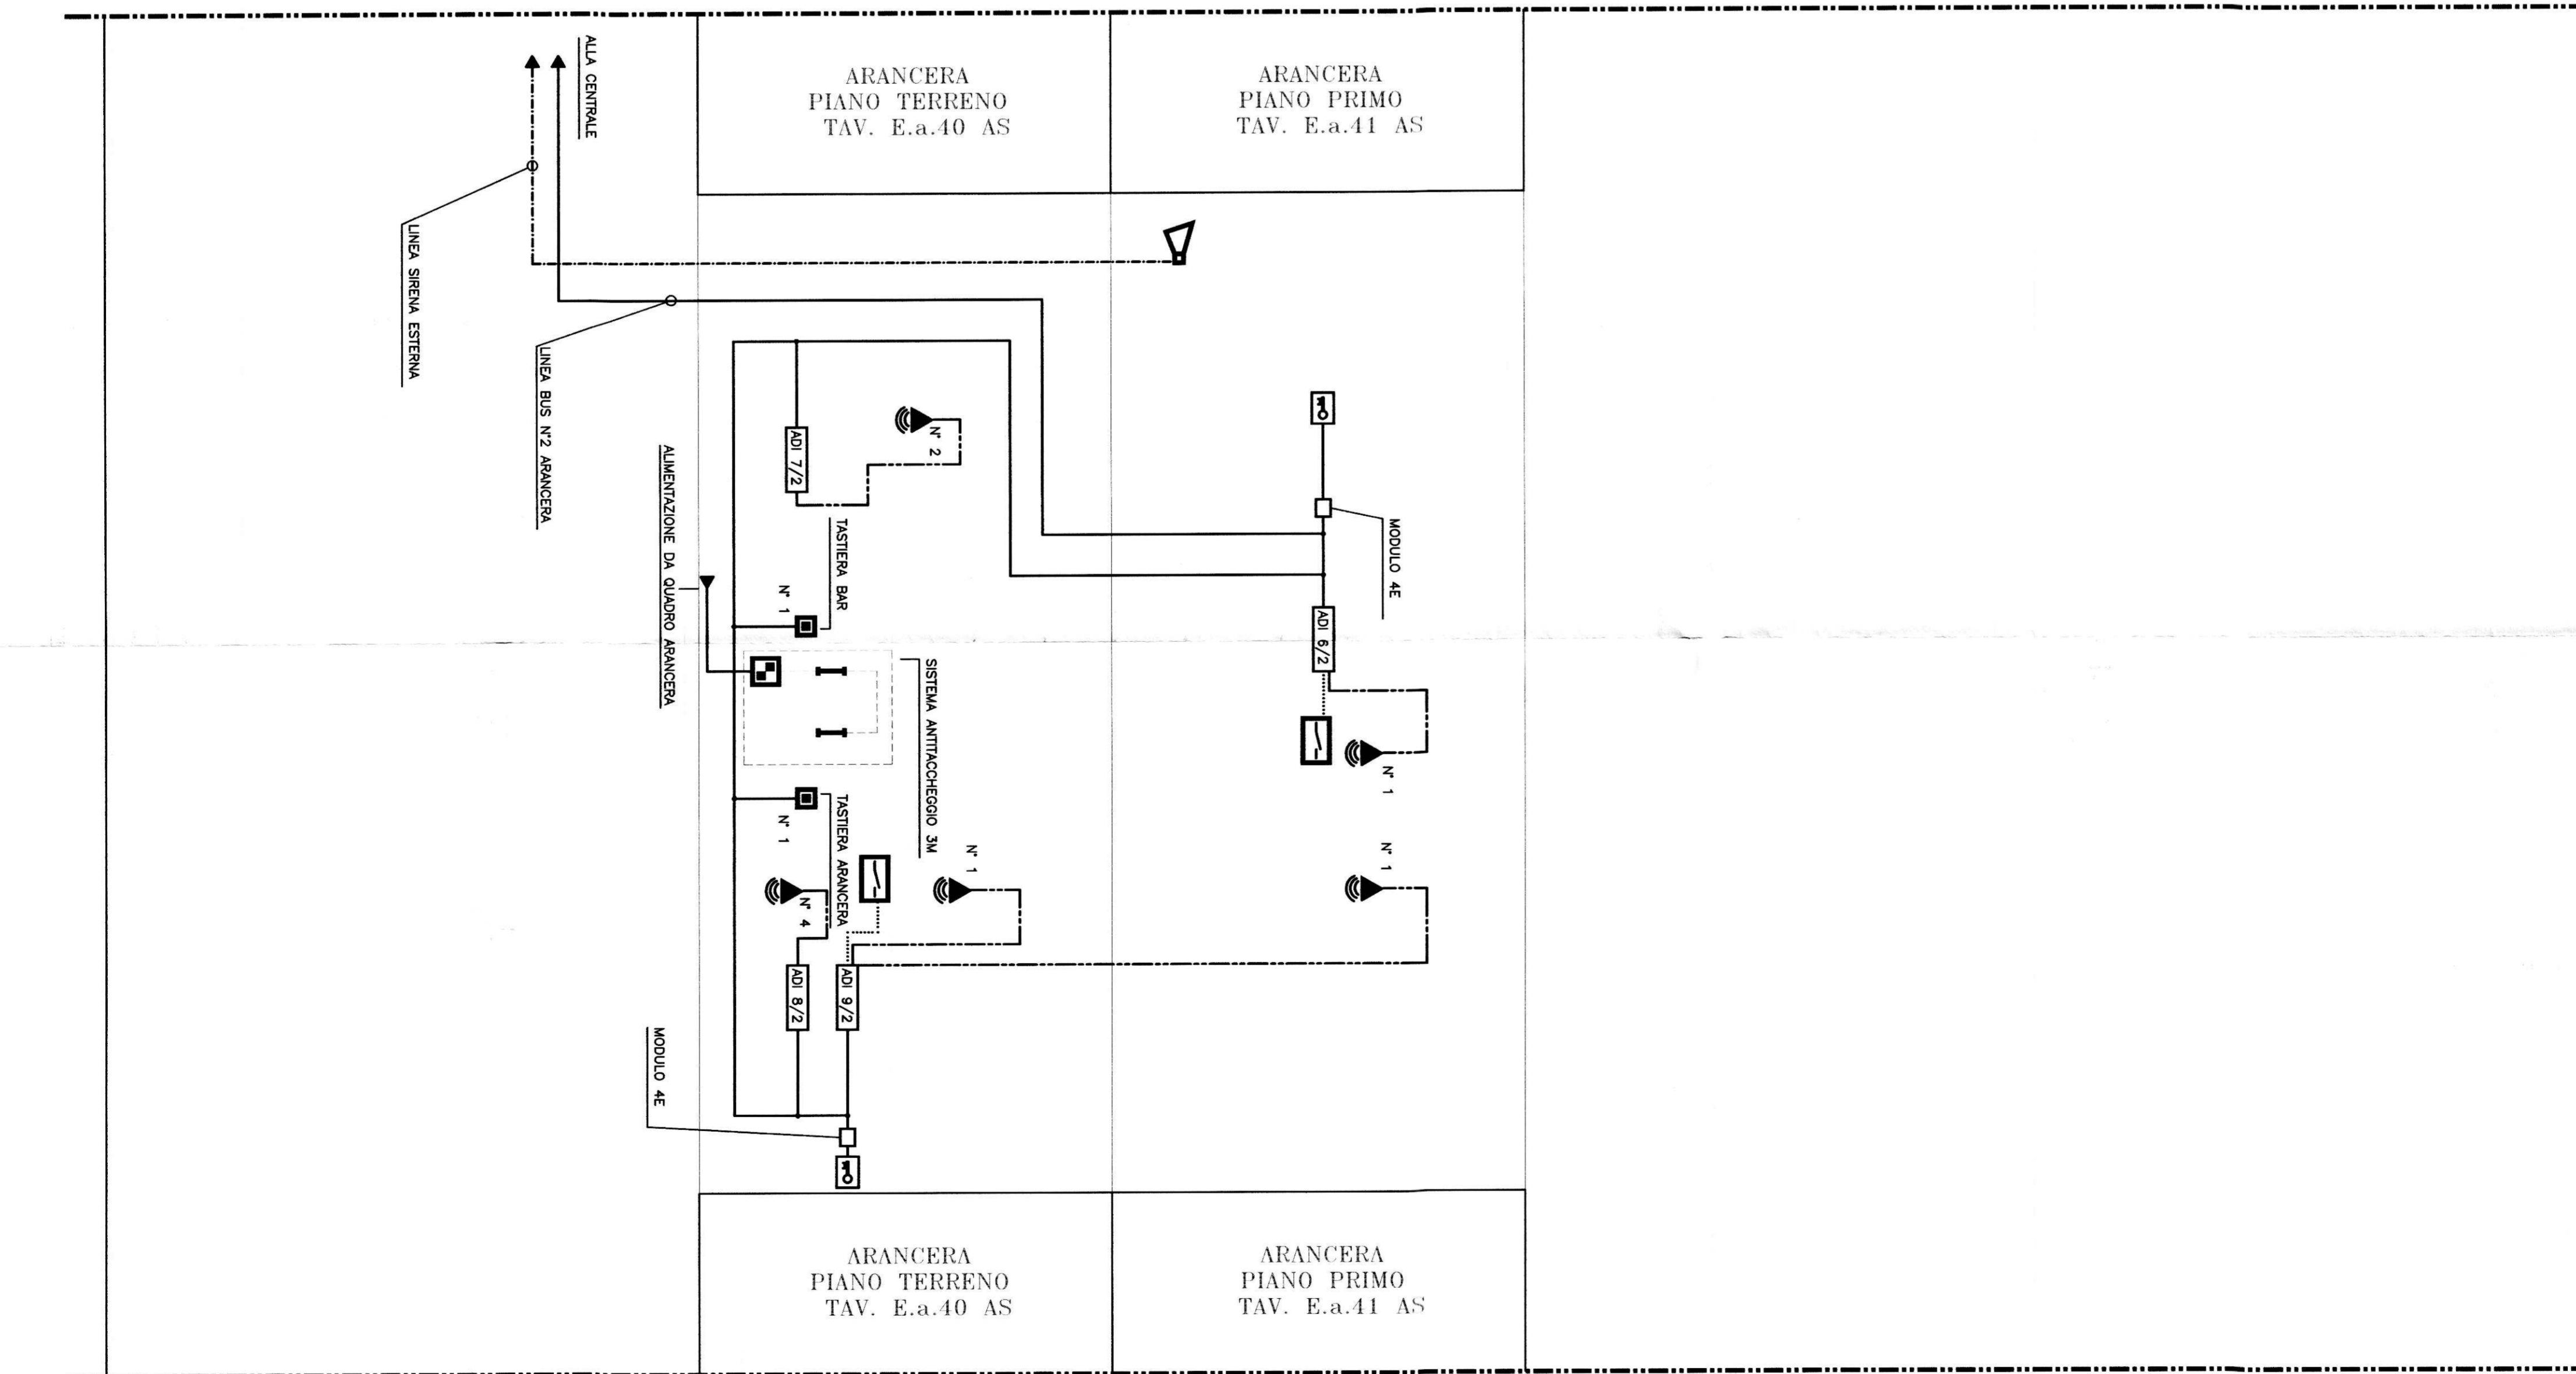 ARANCERA
PIANO TERRENO
TAV. E.a.40 AS
ARANCERA
PIANO PRIMO
TAV. E.a.41 AS
ALLA CENTRALE
LINEA SIRENA ESTERNA
LINEA BUS N°2 ARANCERA
ALIMENTAZIONE DA QUADRO ARANCERA
ADI 7/2
N° 2
TASTIERA BAR
N° 1
SISTEMA ANTITACCHEGGIO 3M
TASTIERA ARANCERA
N° 1
N° 4
N° 1
ADI 8/2
ADI 9/2
MODULO 4E
MODULO 4E
ADI 6/2
N° 1
N° 1
ARANCERA
PIANO TERRENO
TAV. E.a.40 AS
ARANCERA
PIANO PRIMO
TAV. E.a.41 AS